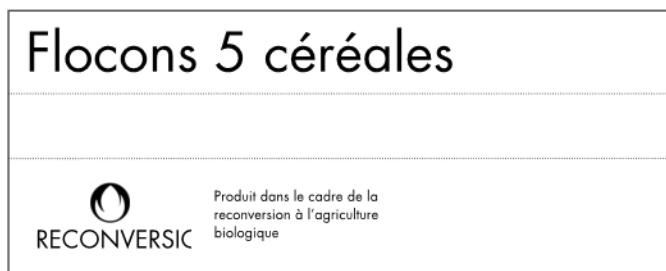 Flocons 5 céréales
Produit dans le cadre de la
reconversion à l'agriculture
biologique
RECONVERSIC